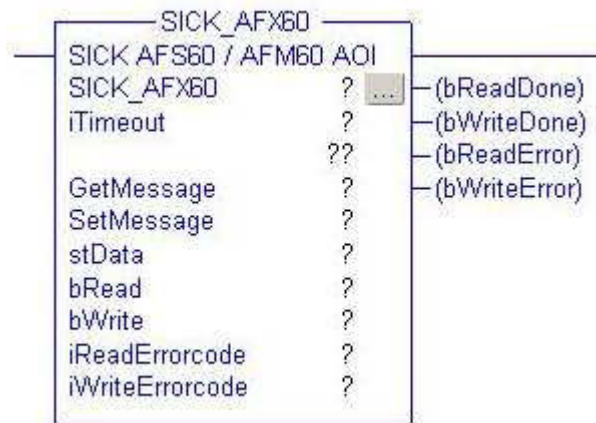 SICK_AFX60
SICK AFS60 / AFM60 AOI
SICK_AFX60 ? ... (bReadDone)
iTimeout ? (bWriteDone)
?? (bReadError)
GetMessage ? (bWriteError)
SetMessage ?
stData ?
bRead ?
bWrite ?
iReadErrorcode ?
iWriteErrorcode ?